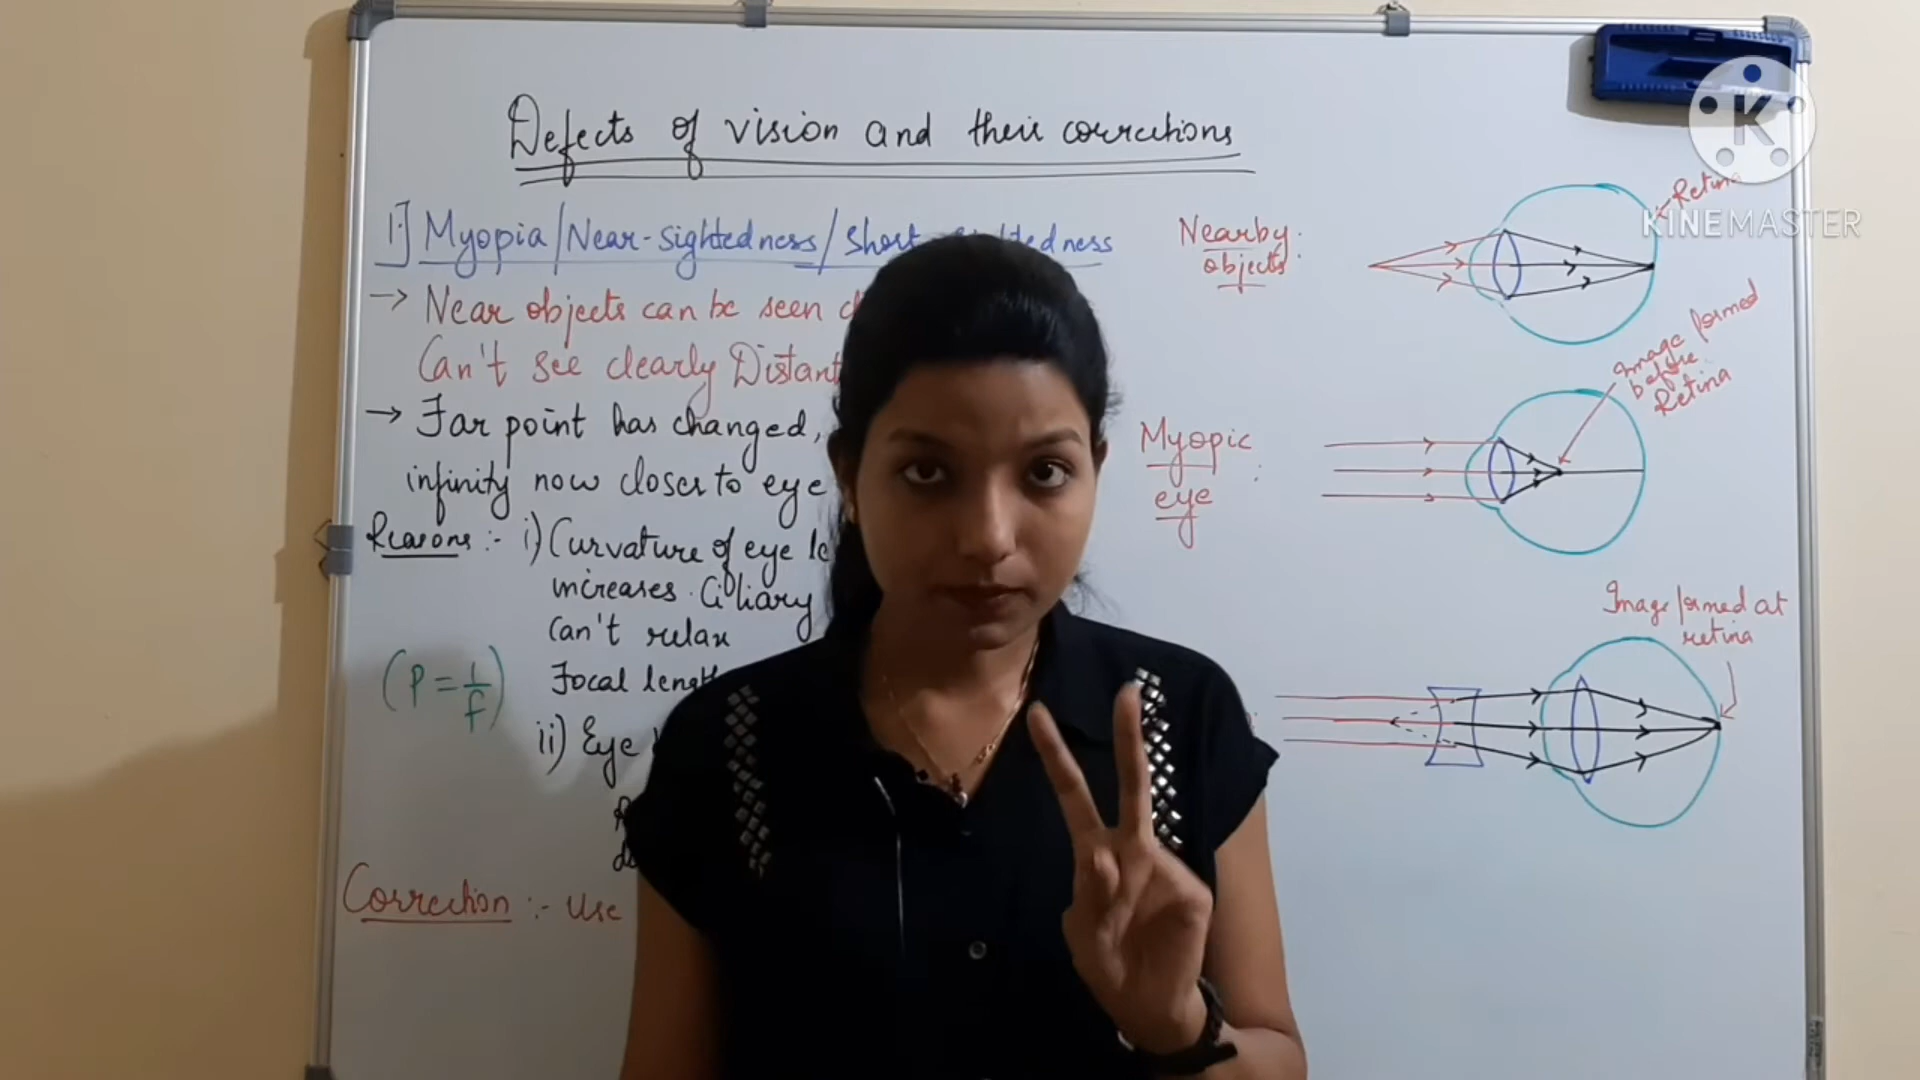 Defects of vision and their corrections
1.] Myopia/Near-sightedness/Short
→ Near objects can be seen
Can't see clearly Distant
→ Far point has changed,
infinity now closer to eye
Reasons :- i) Curvature of eye le
increases. Ciliary
can't relax
Focal length
(P = 1/f)
ii) Eye
Correction :- Use
Nearby objects :
Retina
Myopic eye :
Image formed before Retina
Image formed at retina
K
KINEMASTER